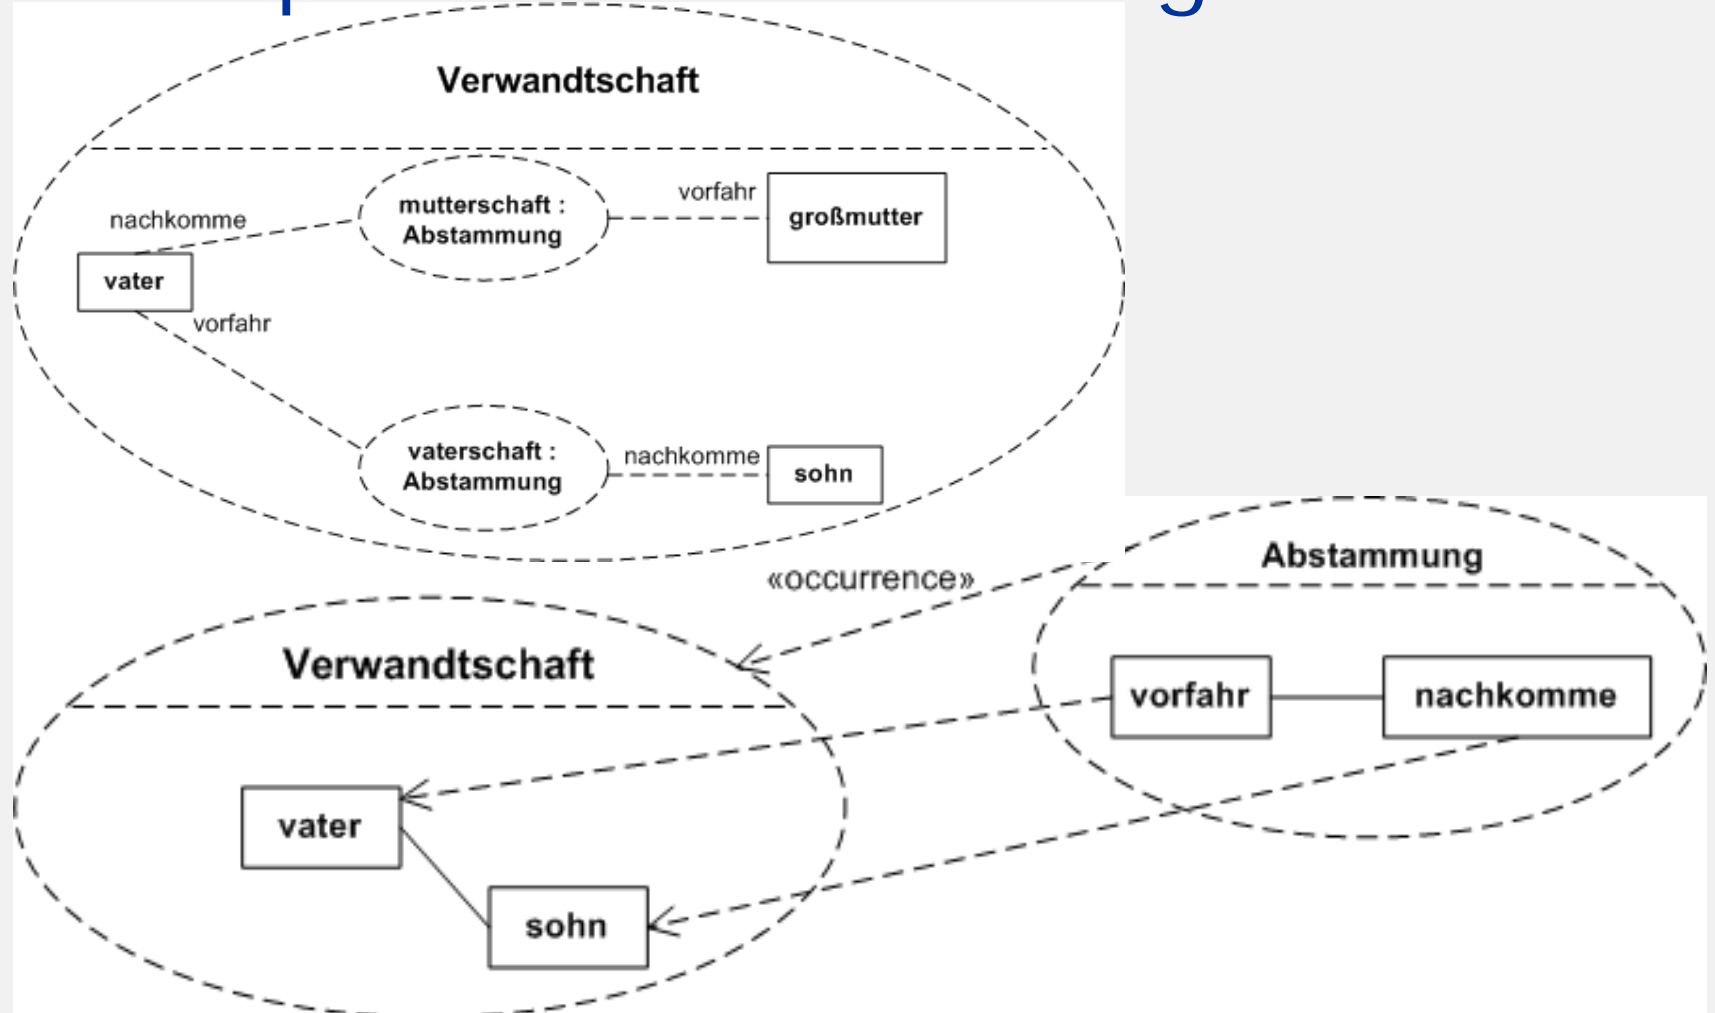 Verwandtschaft
nachkomme
mutterschaft :
Abstammung
vorfahr
großmutter
vater
vorfahr
vaterschaft :
Abstammung
nachkomme
sohn
«occurrence»
Abstammung
Verwandtschaft
vorfahr
nachkomme
vater
sohn